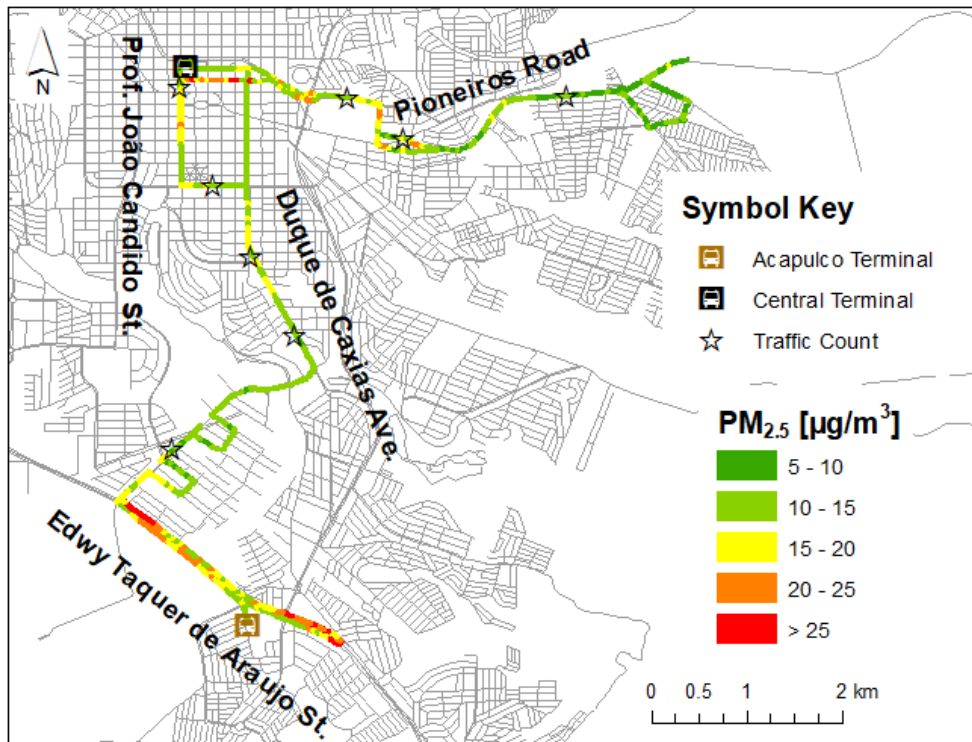 N
Prof. João Candido St.
Pioneiros Road
Duque de Caxias Ave.
Edwy Taquer de Araujo St.
Symbol Key
Acapulco Terminal
Central Terminal
Traffic Count
PM₂.₅ [µg/m³]
5 - 10
10 - 15
15 - 20
20 - 25
> 25
0 0.5 1 2 km